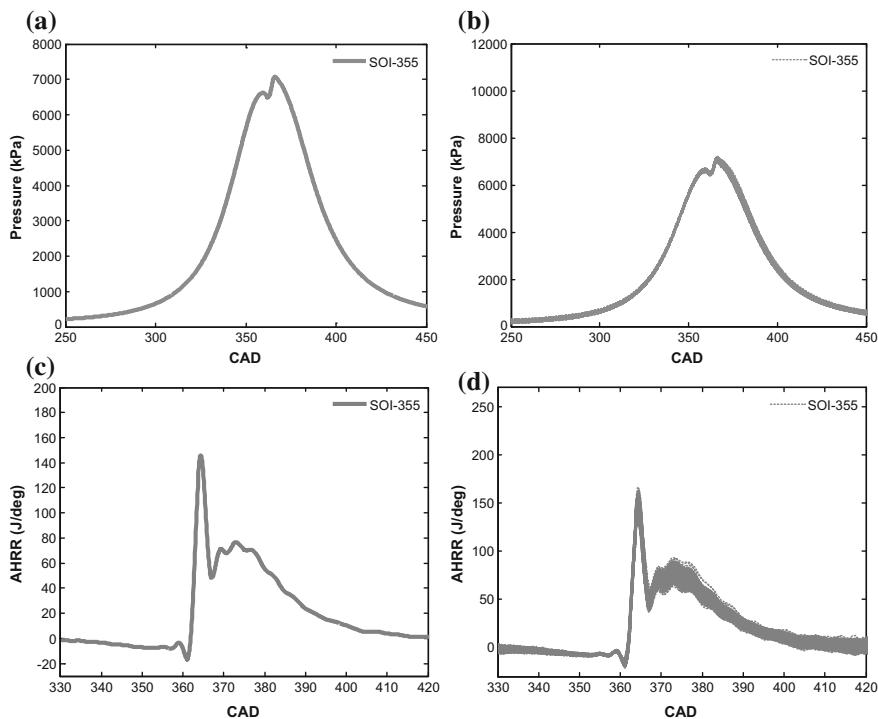 (a)
8000
7000
6000
5000
4000
3000
2000
1000
0
Pressure (kPa)
250 300 350 400 450
CAD
SOI-355
(b)
12000
10000
8000
6000
4000
2000
0
Pressure (kPa)
250 300 350 400 450
CAD
SOI-355
(c)
200
180
160
140
120
100
80
60
40
20
0
-20
AHRR (J/deg)
330 340 350 360 370 380 390 400 410 420
CAD
SOI-355
(d)
250
200
150
100
50
0
AHRR (J/deg)
330 340 350 360 370 380 390 400 410 420
CAD
SOI-355